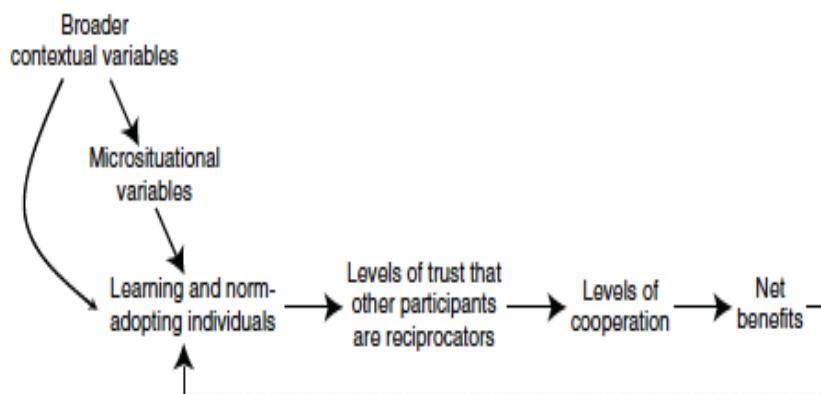 Broader
contextual variables
Microsituational
variables
Learning and norm-
adopting individuals
Levels of trust that
other participants
are reciprocators
Levels of
cooperation
Net
benefits